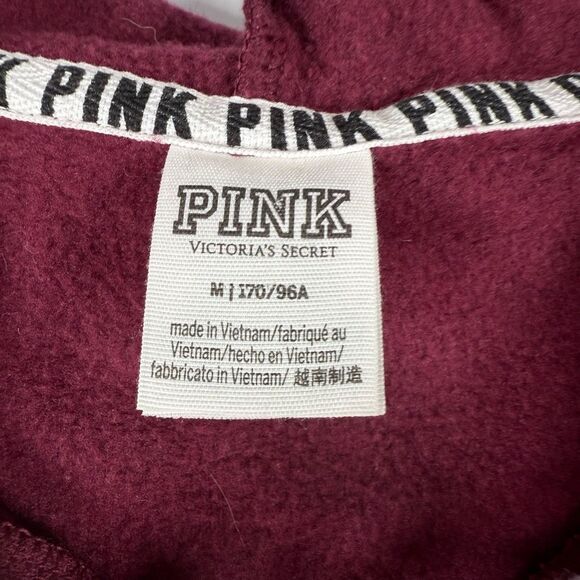 K PINK PINK PINK PINK
PINK
VICTORIA'S SECRET
M | 170/96A
made in Vietnam/fabriqué au
Vietnam/hecho en Vietnam/
fabbricato in Vietnam/ 越南制造